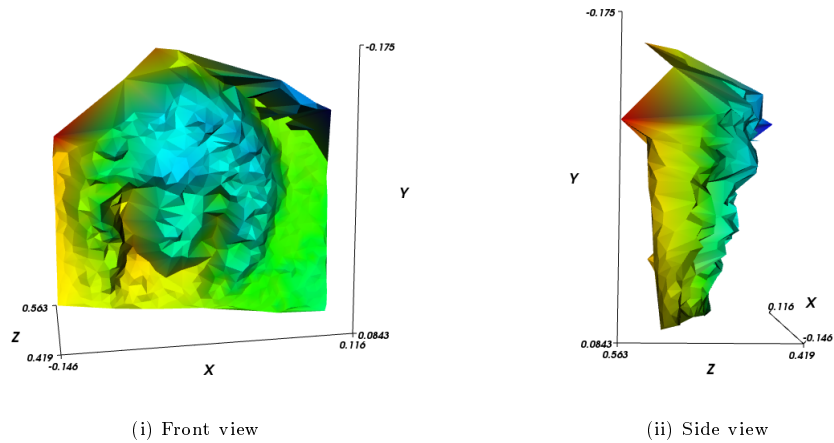 -0.175
Y
0.563
Z
0.419
-0.146
X
0.116
0.0843
(i) Front view
-0.175
Y
0.116
X
0.0843
-0.146
0.563
0.419
Z
(ii) Side view